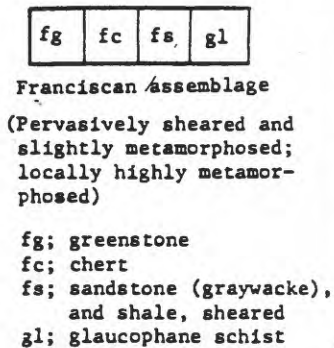 fg fc fs gl
Franciscan assemblage
(Pervasively sheared and
slightly metamorphosed;
locally highly metamor-
phosed)
fg; greenstone
fc; chert
fs; sandstone (graywacke),
and shale, sheared
gl; glaucophane schist